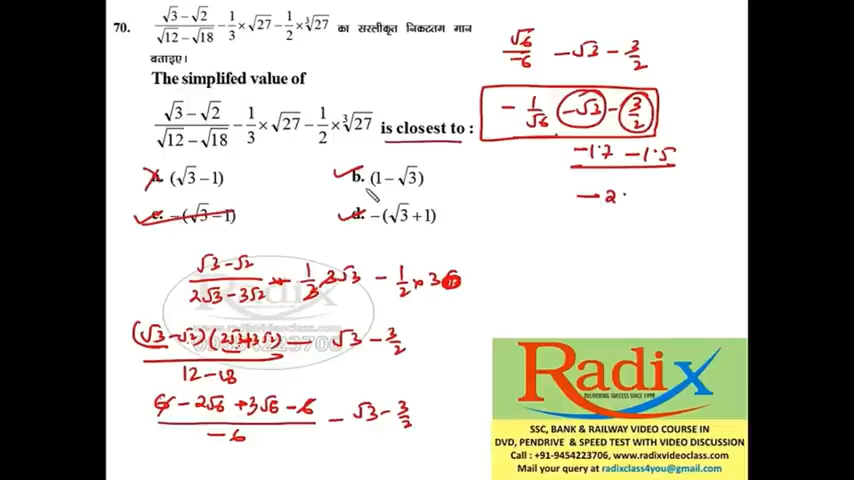 70. (√3−√2)/(√12−√18) − 1/3 × √27 − 1/2 × ∛27 का सरलीकृत निकटतम मान
बताइए।
The simplifed value of
(√3−√2)/(√12−√18) − 1/3 × √27 − 1/2 × ∛27 is closest to :
a. (√3−1) b. (1−√3)
c. −(√3−1) d. −(√3+1)
(√3−√2)/(2√3−3√2) − 1/3 3√3 − 1/2 × 3
(√3−√2)(2√3+3√2)/(12−18) − √3 − 3/2
(6−2√6+3√6−6)/(−6) − √3 − 3/2
√6/−6 − √3 − 3/2
− 1/√6 − √3 − 3/2
−1.7 −1.5
− 2.
Radix
www.radixvideoclass.com
Radix
DELIVERING SUCCESS SINCE 1999
SSC, BANK & RAILWAY VIDEO COURSE IN
DVD, PENDRIVE & SPEED TEST WITH VIDEO DISCUSSION
Call : +91-9454223706, www.radixvideoclass.com
Mail your query at radixclass4you@gmail.com